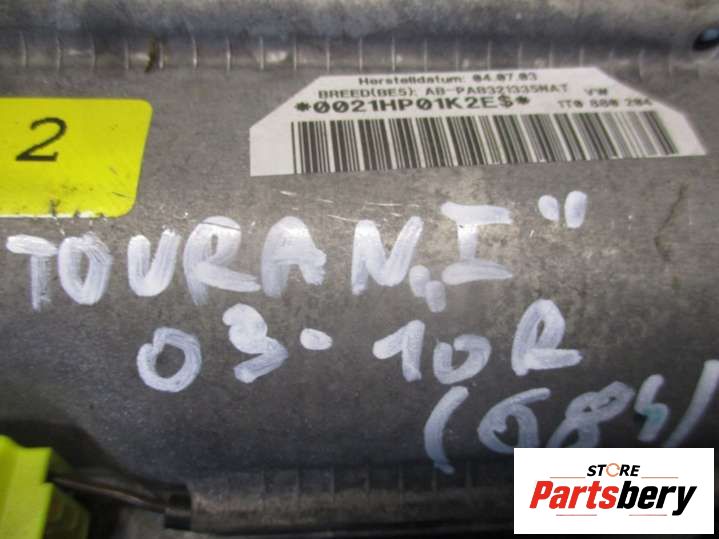 Herstelldatum: 04.07.03
BREED(BES); AB-PAB321335NAT VW
*0021HP01K2E$* 1T0 880 204
2
TOURAN "I"
03-10R
(684)
STORE
Partsbery